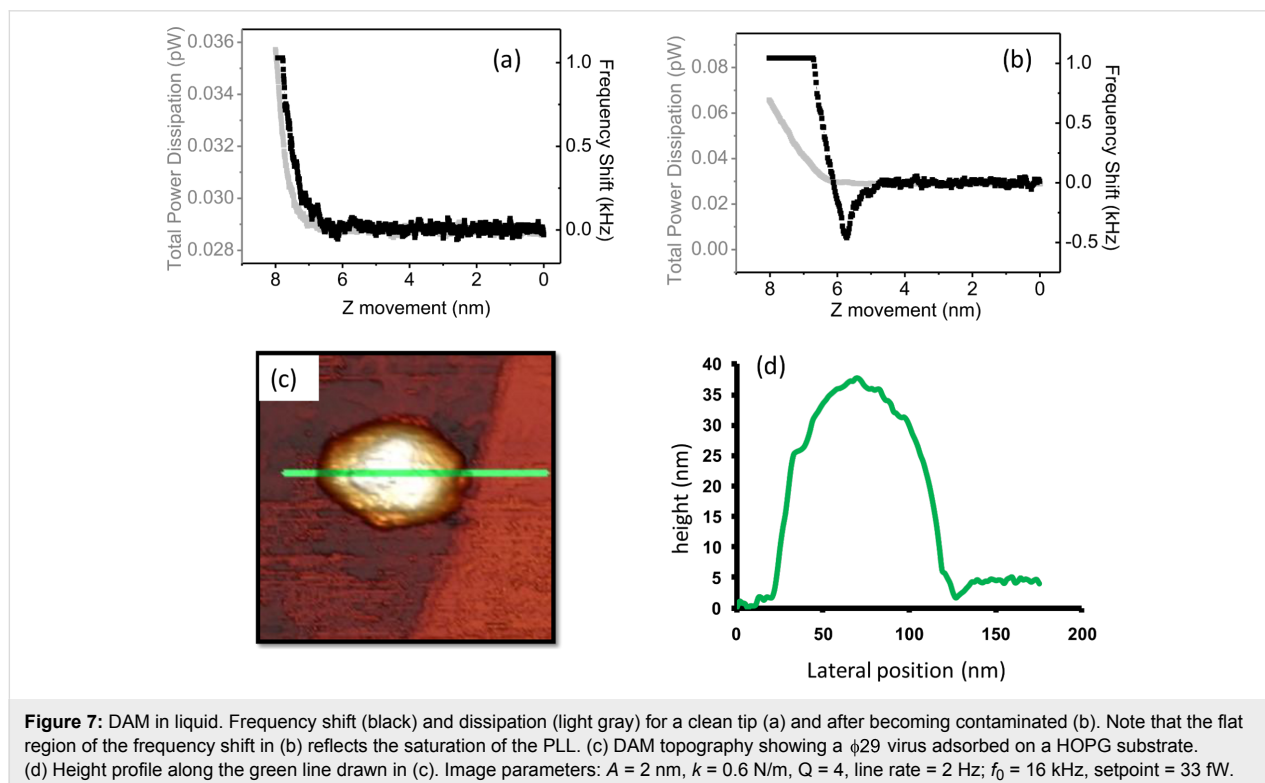 (a)
Total Power Dissipation (pW)
0.036
0.034
0.032
0.030
0.028
1.0
0.5
0.0
Frequency Shift (kHz)
8 6 4 2 0
Z movement (nm)
(b)
Total Power Dissipation (pW)
0.08
0.06
0.04
0.02
0.00
1.0
0.5
0.0
-0.5
Frequency Shift (kHz)
8 6 4 2 0
Z movement (nm)
(c)
(d)
height (nm)
40
35
30
25
20
15
10
5
0
0 50 100 150 200
Lateral position (nm)
Figure 7: DAM in liquid. Frequency shift (black) and dissipation (light gray) for a clean tip (a) and after becoming contaminated (b). Note that the flat
region of the frequency shift in (b) reflects the saturation of the PLL. (c) DAM topography showing a ϕ29 virus adsorbed on a HOPG substrate.
(d) Height profile along the green line drawn in (c). Image parameters: A = 2 nm, k = 0.6 N/m, Q = 4, line rate = 2 Hz; f0 = 16 kHz, setpoint = 33 fW.